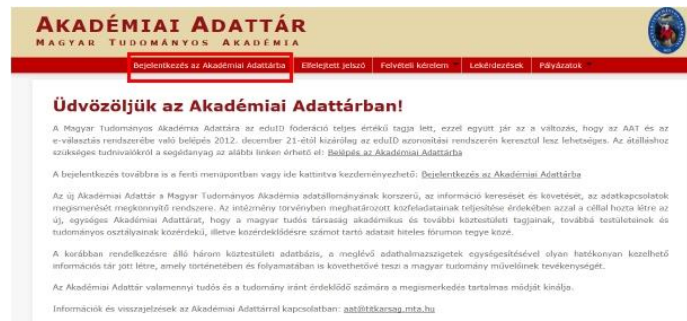 AKADÉMIAI ADATTÁR
MAGYAR TUDOMÁNYOS AKADÉMIA
Bejelentkezés az Akadémiai Adattárba Elfelejtett jelszó Felvételi kérelem Lekérdezések Pályázatok
Üdvözöljük az Akadémiai Adattárban!
A Magyar Tudományos Akadémia Adattára az eduID föderáció teljes értékű tagja lett, ezzel együtt jár az a változás, hogy az AAT és az
e-választás rendszerébe való belépés 2012. december 21-étől kizárólag az eduID azonosítási rendszerén keresztül lesz lehetséges. Az átálláshoz
szükséges tudnivalókról a segédanyag az alábbi linken érhető el: Belépés az Akadémiai Adattárba
A bejelentkezés továbbra is a fenti menüpontban vagy ide kattintva kezdeményezhető: Bejelentkezés az Akadémiai Adattárba
Az új Akadémiai Adattár a Magyar Tudományos Akadémia adatállományának korszerű, az információ keresését és követését, az adatkapcsolatok
megismerését megkönnyítő rendszere. Az intézmény törvényben meghatározott közfeladatainak teljesítése érdekében azzal a céllal hozta létre az
új, egységes Akadémiai Adattárat, hogy a magyar tudós társaság akadémikus és további köztestületi tagjainak, továbbá testületeinek és
tudományos osztályainak közérdekű, illetve közérdeklődésre számot tartó adatait hiteles fórumon tegye közé.
A korábban rendelkezésre álló három köztestületi adatbázis, a meglévő adathalmazszigetek egységesítésével olyan hatékonyan kezelhető
információs tár jött létre, amely történetében és folyamatában is követhetővé teszi a magyar tudomány művelőinek tevékenységét.
Az Akadémiai Adattár valamennyi tudós és a tudomány iránt érdeklődő számára a megismerkedés tartalmas módját kínálja.
Információk és visszajelzések az Akadémiai Adattárral kapcsolatban: aat@titkarsag.mta.hu